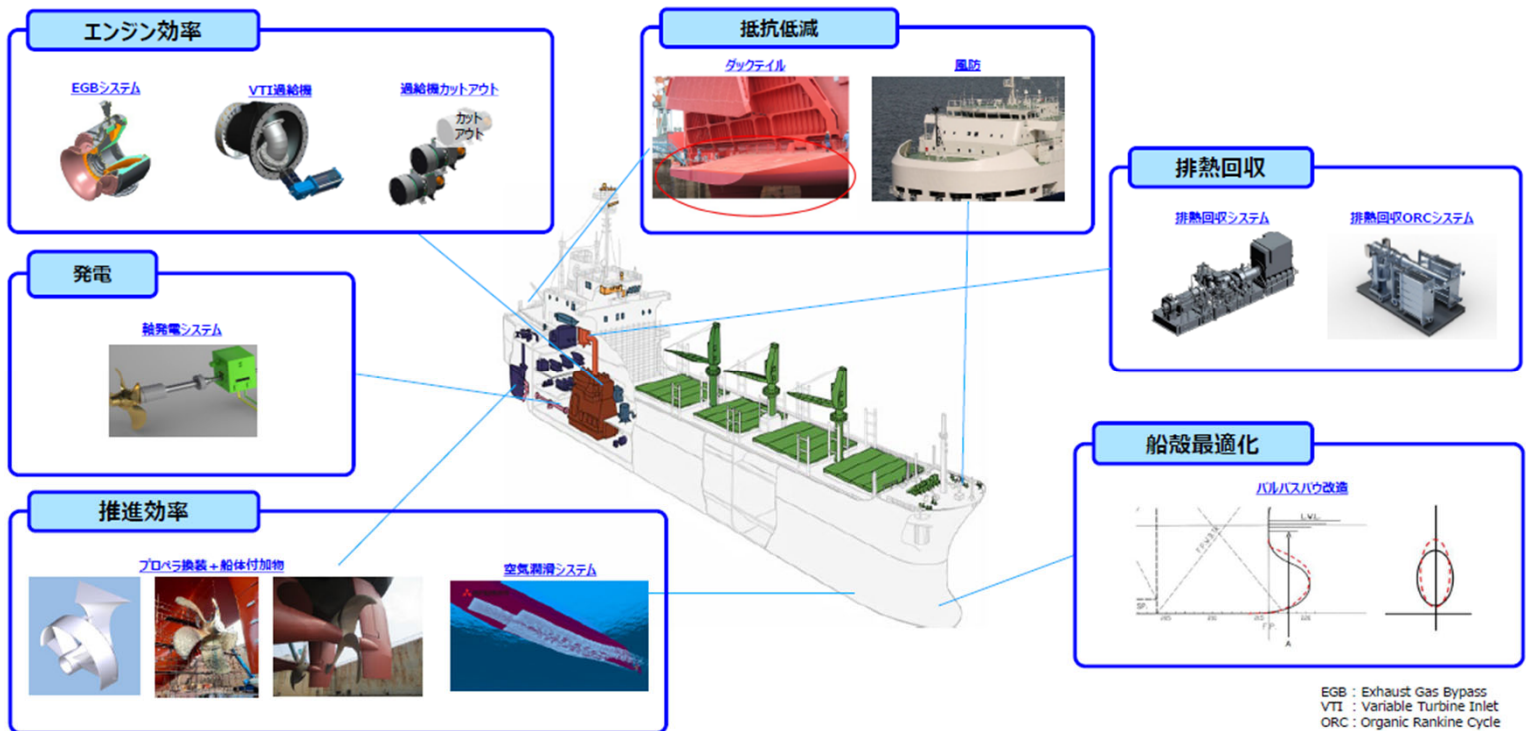 エンジン効率
EGBシステム
VTI過給機
過給機カットアウト
カット
アウト
抵抗低減
ダックテイル
風防
排熱回収
排熱回収システム
排熱回収ORCシステム
発電
軸発電システム
推進効率
プロペラ換装+船体付加物
空気潤滑システム
船殻最適化
バルバスバウ改造
L.W.L.
SP.
F.P.
A
EGB : Exhaust Gas Bypass
VTI : Variable Turbine Inlet
ORC : Organic Rankine Cycle